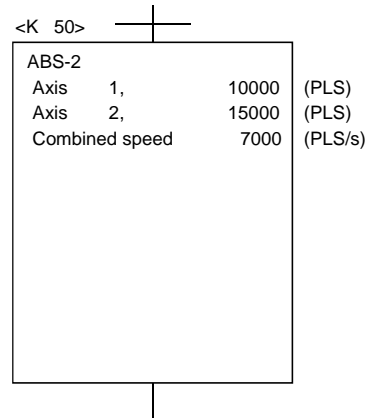 <K 50>
ABS-2
Axis 1, 10000 (PLS)
Axis 2, 15000 (PLS)
Combined speed 7000 (PLS/s)